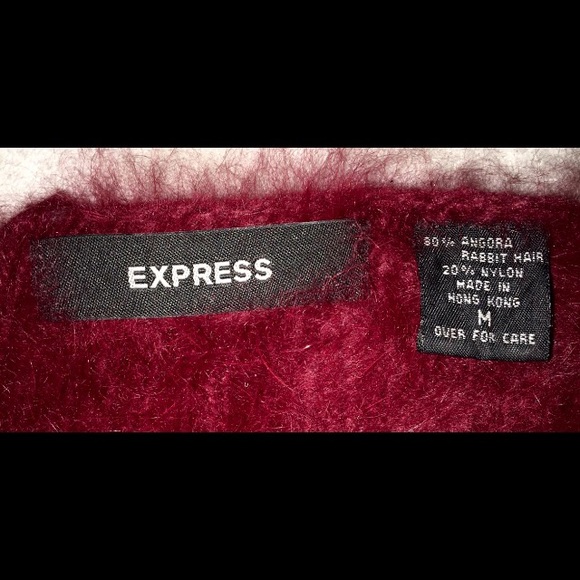 EXPRESS
80% ANGORA
RABBIT HAIR
20% NYLON
MADE IN
HONG KONG
M
OVER FOR CARE